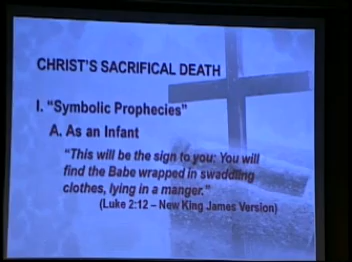 CHRIST'S SACRIFICAL DEATH
I. “Symbolic Prophecies”
A. As an Infant
“This will be the sign to you: You will
find the Babe wrapped in swaddling
clothes, lying in a manger.”
(Luke 2:12 – New King James Version)